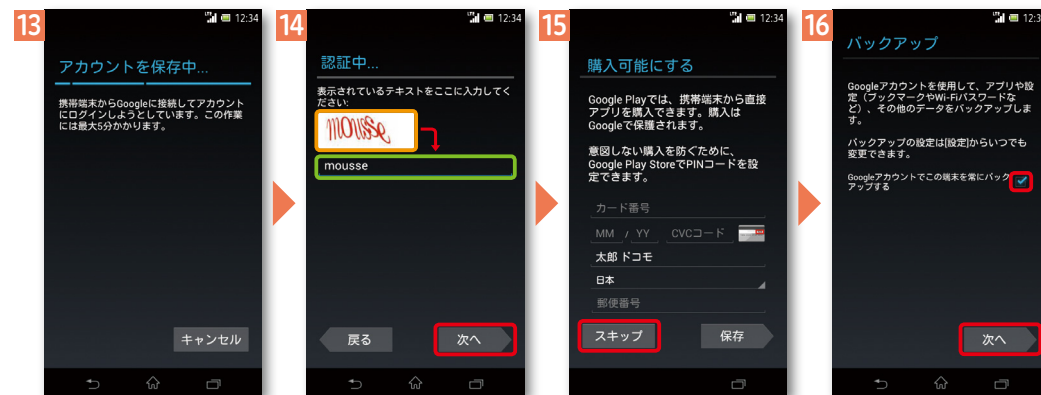 13
12:34
アカウントを保存中...
携帯端末からGoogleに接続してアカウント
にログインしようとしています。この作業
には最大5分かかります。
キャンセル
14
12:34
認証中...
表示されているテキストをここに入力してく
ださい:
mousse
mousse
戻る
次へ
15
12:34
購入可能にする
Google Playでは、携帯端末から直接
アプリを購入できます。購入は
Googleで保護されます。
意図しない購入を防ぐために、
Google Play StoreでPINコードを設
定できます。
カード番号
MM / YY CVCコード
太郎 ドコモ
日本
郵便番号
スキップ
保存
16
12:3
バックアップ
Googleアカウントを使用して、アプリや設
定（ブックマークやWi-Fiパスワードな
ど）、その他のデータをバックアップしま
す。
バックアップの設定は[設定]からいつでも
変更できます。
Googleアカウントでこの端末を常にバック
アップする
次へ